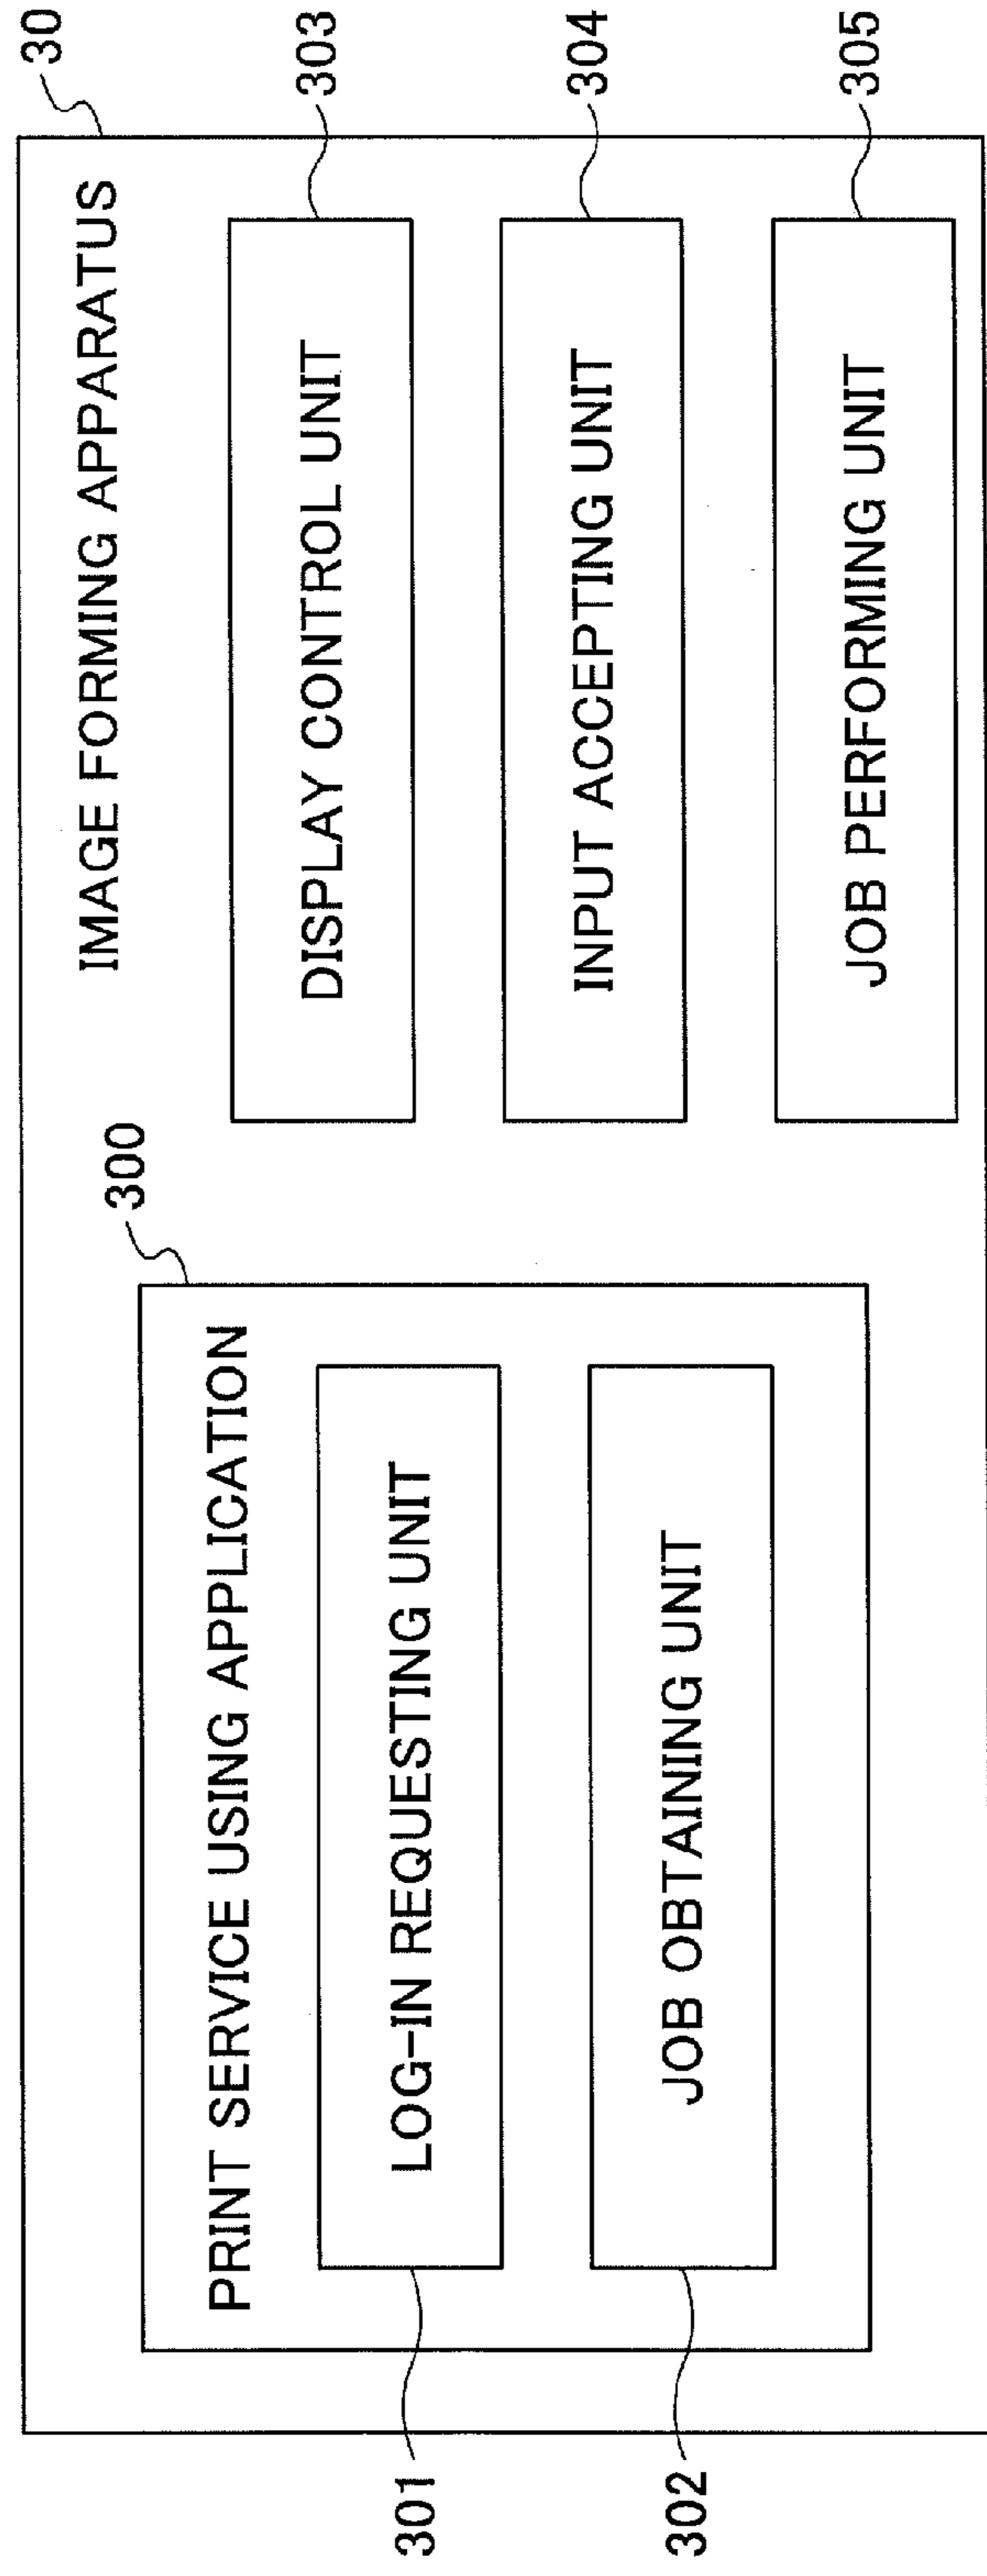 30
IMAGE FORMING APPARATUS
300
PRINT SERVICE USING APPLICATION
301
LOG-IN REQUESTING UNIT
302
JOB OBTAINING UNIT
DISPLAY CONTROL UNIT
303
INPUT ACCEPTING UNIT
304
JOB PERFORMING UNIT
305